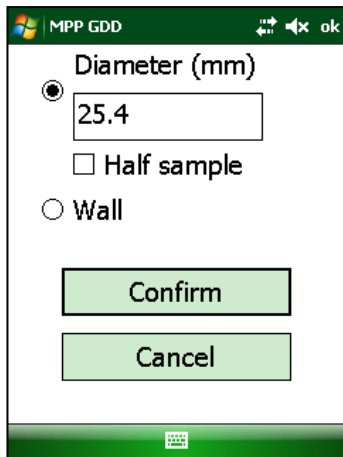 MPP GDD ok
Diameter (mm)
25.4
Half sample
Wall
Confirm
Cancel